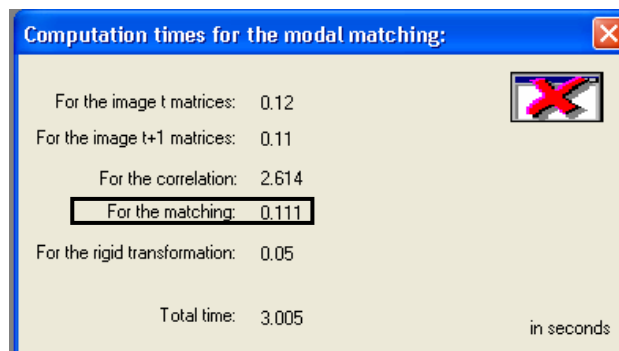 Computation times for the modal matching:
For the image t matrices: 0.12
For the image t+1 matrices: 0.11
For the correlation: 2.614
For the matching: 0.111
For the rigid transformation: 0.05
Total time: 3.005
in seconds